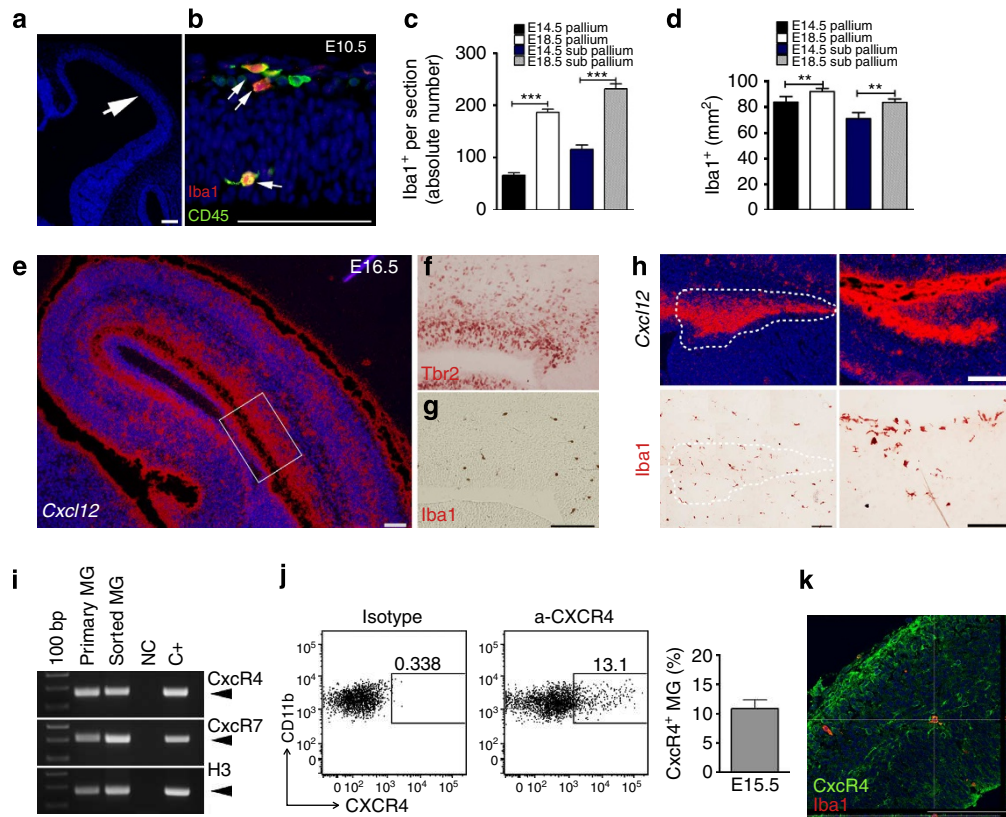 a
b
E10.5
Iba1
CD45
c
E14.5 pallium
E18.5 pallium
E14.5 sub pallium
E18.5 sub pallium
Iba1+ per section
(absolute number)
300
200
100
0
***
***
d
E14.5 pallium
E18.5 pallium
E14.5 sub pallium
E18.5 sub pallium
Iba1+ (mm²)
100
80
60
40
20
0
**
**
e
E16.5
Cxcl12
f
Tbr2
g
Iba1
h
Cxcl12
Iba1
i
100 bp
Primary MG
Sorted MG
NC
C+
CxcR4
CxcR7
H3
j
Isotype
a-CXCR4
10⁵
10⁴
10³
10²
0
0.338
0 10² 10³ 10⁴ 10⁵
10⁵
10⁴
10³
10²
0
13.1
0 10² 10³ 10⁴ 10⁵
CD11b
CXCR4
CxcR4+ MG (%)
20
15
10
5
0
E15.5
k
CxcR4
Iba1